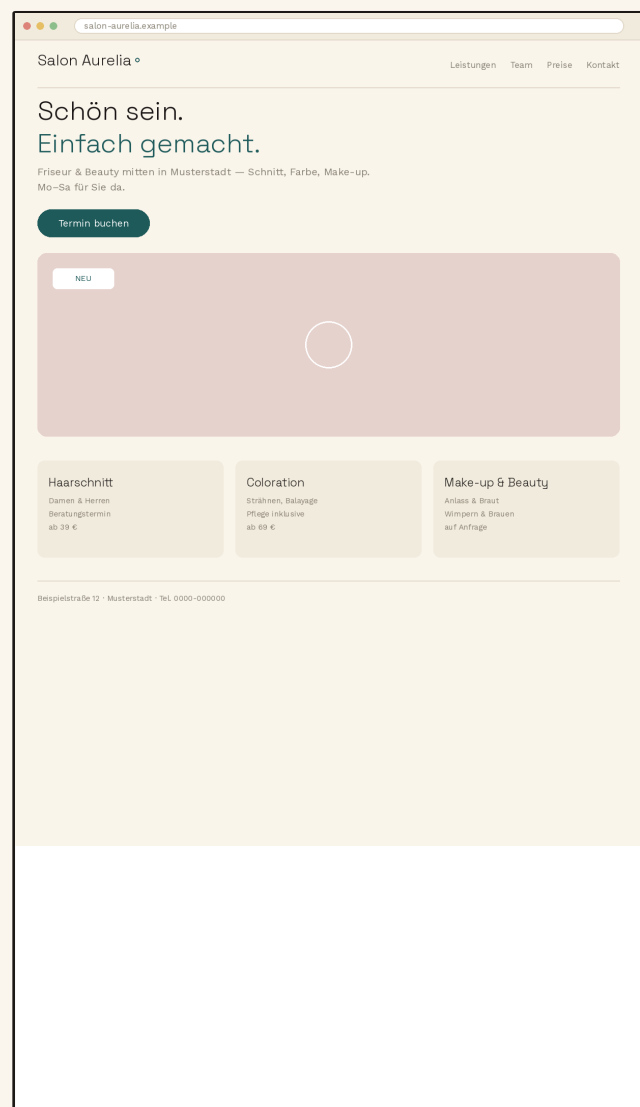 salon-aurelia.example
Salon Aurelia
Leistungen Team Preise Kontakt
Schön sein.
Einfach gemacht.
Friseur & Beauty mitten in Musterstadt — Schnitt, Farbe, Make-up.
Mo–Sa für Sie da.
Termin buchen
NEU
Haarschnitt
Damen & Herren
Beratungstermin
ab 39 €
Coloration
Strähnen, Balayage
Pflege inklusive
ab 69 €
Make-up & Beauty
Anlass & Braut
Wimpern & Brauen
auf Anfrage
Beispielstraße 12 · Musterstadt · Tel. 0000-000000